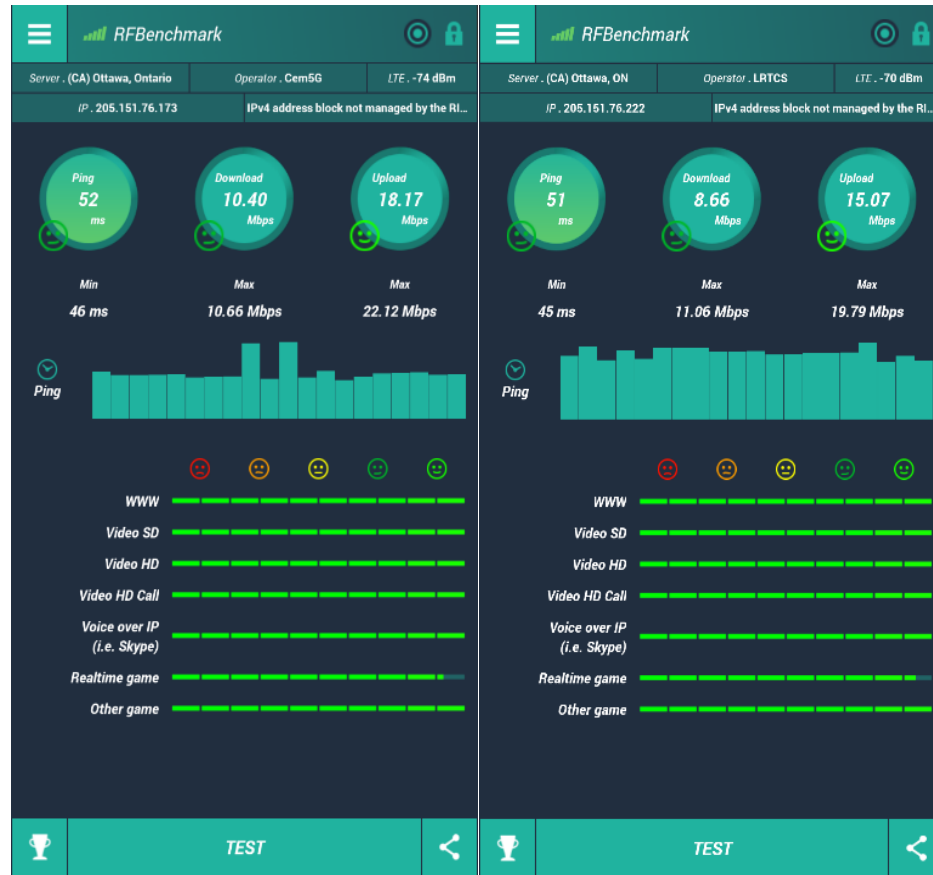 RFBenchmark
Server . (CA) Ottawa, Ontario Operator . Cem5G LTE . -74 dBm
IP . 205.151.76.173 IPv4 address block not managed by the RI...
Ping
52
ms
Download
10.40
Mbps
Upload
18.17
Mbps
Min Max Max
46 ms 10.66 Mbps 22.12 Mbps
Ping
WWW
Video SD
Video HD
Video HD Call
Voice over IP
(i.e. Skype)
Realtime game
Other game
TEST
RFBenchmark
Server . (CA) Ottawa, ON Operator . LRTCS LTE . -70 dBm
IP . 205.151.76.222 IPv4 address block not managed by the RI...
Ping
51
ms
Download
8.66
Mbps
Upload
15.07
Mbps
Min Max Max
45 ms 11.06 Mbps 19.79 Mbps
Ping
WWW
Video SD
Video HD
Video HD Call
Voice over IP
(i.e. Skype)
Realtime game
Other game
TEST